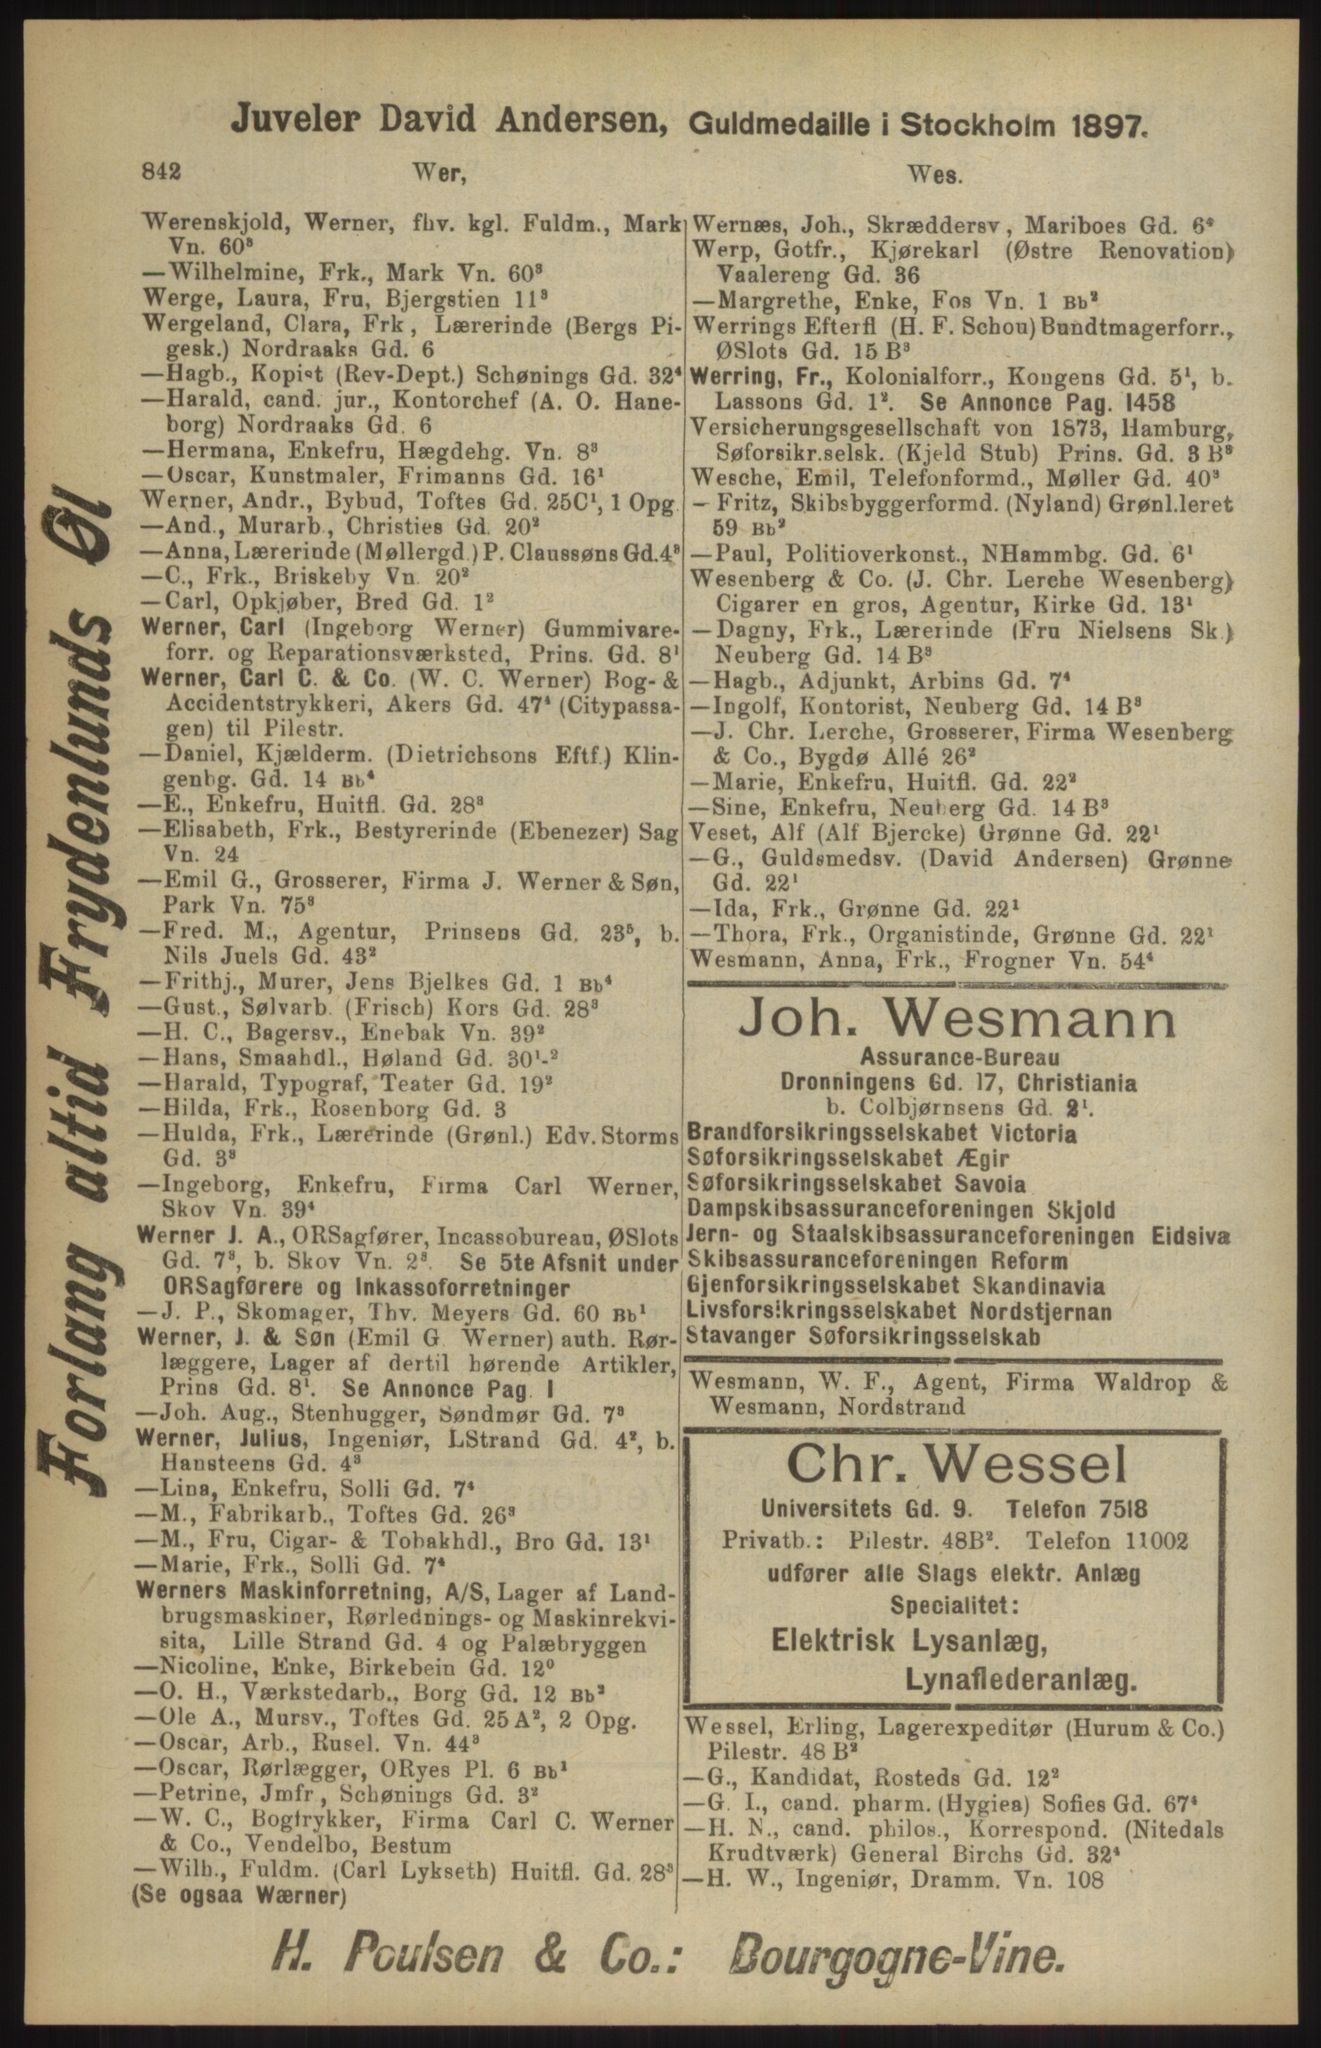 Juveler David Andersen, Guldmedaille i Stockholm 1897.
842 Wer, Wes.
Forlang altid Frydenlunds Øl
Werenskjold, Werner, fhv. kgl. Fuldm., Mark
Vn. 60³
—Wilhelmine, Frk., Mark Vn. 60³
Werge, Laura, Fru, Bjergstien 11³
Wergeland, Clara, Frk, Lærerinde (Bergs Pi-
gesk.) Nordraaks Gd. 6
—Hagb., Kopist (Rev-Dept.) Schønings Gd. 32⁴
—Harald, cand. jur., Kontorchef (A. O. Hane-
borg) Nordraaks Gd. 6
—Hermana, Enkefru, Hægdehg. Vn. 8³
—Oscar, Kunstmaler, Frimanns Gd. 16¹
Werner, Andr., Bybud, Toftes Gd. 25C¹, 1 Opg
—And., Murarb., Christies Gd. 20²
—Anna, Lærerinde (Møllergd.) P. Claussøns Gd. 4³
—C., Frk., Briskeby Vn. 20²
—Carl, Opkjøber, Bred Gd. 1²
Werner, Carl (Ingeborg Werner) Gummivare-
forr. og Reparationsværksted, Prins. Gd. 8¹
Werner, Carl C. & Co. (W. C. Werner) Bog- &
Accidentstrykkeri, Akers Gd. 47⁴ (Citypassa-
gen) til Pilestr.
—Daniel, Kjælderm. (Dietrichsons Eftf.) Klin-
genbg. Gd. 14 Bb⁴
—E., Enkefru, Huitfl. Gd. 28³
—Elisabeth, Frk., Bestyrerinde (Ebenezer) Sag
Vn. 24
—Emil G., Grosserer, Firma J. Werner & Søn,
Park Vn. 75³
—Fred. M., Agentur, Prinsens Gd. 23⁵, b.
Nils Juels Gd. 43²
—Frithj., Murer, Jens Bjelkes Gd. 1 Bb⁴
—Gust., Sølvarb. (Frisch) Kors Gd. 28³
—H. C., Bagersv., Enebak Vn. 39²
—Hans, Smaahdl., Høland Gd. 30¹-²
—Harald, Typograf, Teater Gd. 19²
—Hilda, Frk., Rosenborg Gd. 3
—Hulda, Frk., Lærerinde (Grønl.) Edv. Storms
Gd. 3³
—Ingeborg, Enkefru, Firma Carl Werner,
Skov Vn. 39⁴
Werner J. A., ORSagfører, Incassobureau, ØSlots
Gd. 7³, b. Skov Vn. 2³. Se 5te Afsnit under
ORSagførere og Inkassoforretninger
—J. P., Skomager, Thv. Meyers Gd. 60 Bb¹
Werner, J. & Søn (Emil G. Werner) auth. Rør-
læggere, Lager af dertil hørende Artikler,
Prins Gd. 8¹. Se Annonce Pag. I
—Joh. Aug., Stenhugger, Søndmør Gd. 7³
Werner, Julius, Ingeniør, LStrand Gd. 4², b.
Hansteens Gd. 4³
—Lina, Enkefru, Solli Gd. 7⁴
—M., Fabrikarb., Toftes Gd. 26³
—M., Fru, Cigar- & Tobakhdl., Bro Gd. 13¹
—Marie, Frk., Solli Gd. 7⁴
Werners Maskinforretning, A/S, Lager af Land-
brugsmaskiner, Rørlednings- og Maskinrekvi-
sita, Lille Strand Gd. 4 og Palæbryggen
—Nicoline, Enke, Birkebein Gd. 12⁰
—O. H., Værkstedarb., Borg Gd. 12 Bb²
—Ole A., Mursv., Toftes Gd. 25A², 2 Opg.
—Oscar, Arb., Rusel. Vn. 44³
—Oscar, Rørlægger, ORyes Pl. 6 Bb¹
—Petrine, Jmfr, Schønings Gd. 3²
—W. C., Bogtrykker, Firma Carl C. Werner
& Co., Vendelbo, Bestum
—Wilh., Fuldm. (Carl Lykseth) Huitfl. Gd. 28³
(Se ogsaa Wærner)
Wernæs, Joh., Skræddersv, Mariboes Gd. 6⁴
Werp, Gotfr., Kjørekarl (Østre Renovation)
Vaalereng Gd. 36
—Margrethe, Enke, Fos Vn. 1 Bb²
Werrings Efterfl (H. F. Schou) Bundtmagerforr.,
ØSlots Gd. 15 B³
Werring, Fr., Kolonialforr., Kongens Gd. 5¹, b.
Lassons Gd. 1². Se Annonce Pag. 1458
Versicherungsgesellschaft von 1873, Hamburg,
Søforsikr.selsk. (Kjeld Stub) Prins. Gd. 3 B³
Wesche, Emil, Telefonformd., Møller Gd. 40³
—Fritz, Skibsbyggerformd. (Nyland) Grønl.leret
59 Bb²
—Paul, Politioverkonst., NHammbg. Gd. 6¹
Wesenberg & Co. (J. Chr. Lerche Wesenberg)
Cigarer en gros, Agentur, Kirke Gd. 13¹
—Dagny, Frk., Lærerinde (Fru Nielsens Sk.)
Neuberg Gd. 14 B³
—Hagb., Adjunkt, Arbins Gd. 7⁴
—Ingolf, Kontorist, Neuberg Gd. 14 B³
—J. Chr. Lerche, Grosserer, Firma Wesenberg
& Co., Bygdø Allé 26²
—Marie, Enkefru, Huitfl. Gd. 22²
—Sine, Enkefru, Neuberg Gd. 14 B³
Veset, Alf (Alf Bjercke) Grønne Gd. 22¹
—G., Guldsmedsv. (David Andersen) Grønne
Gd. 22¹
—Ida, Frk., Grønne Gd. 22¹
—Thora, Frk., Organistinde, Grønne Gd. 22¹
Wesmann, Anna, Frk., Frogner Vn. 54⁴
Joh. Wesmann
Assurance-Bureau
Dronningens Gd. 17, Christiania
b. Colbjørnsens Gd. 2¹.
Brandforsikringsselskabet Victoria
Søforsikringsselskabet Ægir
Søforsikringsselskabet Savoia
Dampskibsassuranceforeningen Skjold
Jern- og Staalskibsassuranceforeningen Eidsiva
Skibsassuranceforeningen Reform
Gjenforsikringsselskabet Skandinavia
Livsforsikringsselskabet Nordstjernan
Stavanger Søforsikringsselskab
Wesmann, W. F., Agent, Firma Waldrop &
Wesmann, Nordstrand
Chr. Wessel
Universitets Gd. 9. Telefon 7518
Privatb.: Pilestr. 48B². Telefon 11002
udfører alle Slags elektr. Anlæg
Specialitet:
Elektrisk Lysanlæg,
Lynaflederanlæg.
Wessel, Erling, Lagerexpeditør (Hurum & Co.)
Pilestr. 48 B²
—G., Kandidat, Rosteds Gd. 12²
—G. I., cand. pharm. (Hygiea) Sofies Gd. 67⁴
—H. N., cand. philos., Korrespond. (Nitedals
Krudtværk) General Birchs Gd. 32⁴
—H. W., Ingeniør, Dramm. Vn. 108
H. Poulsen & Co.: Bourgogne-Vine.